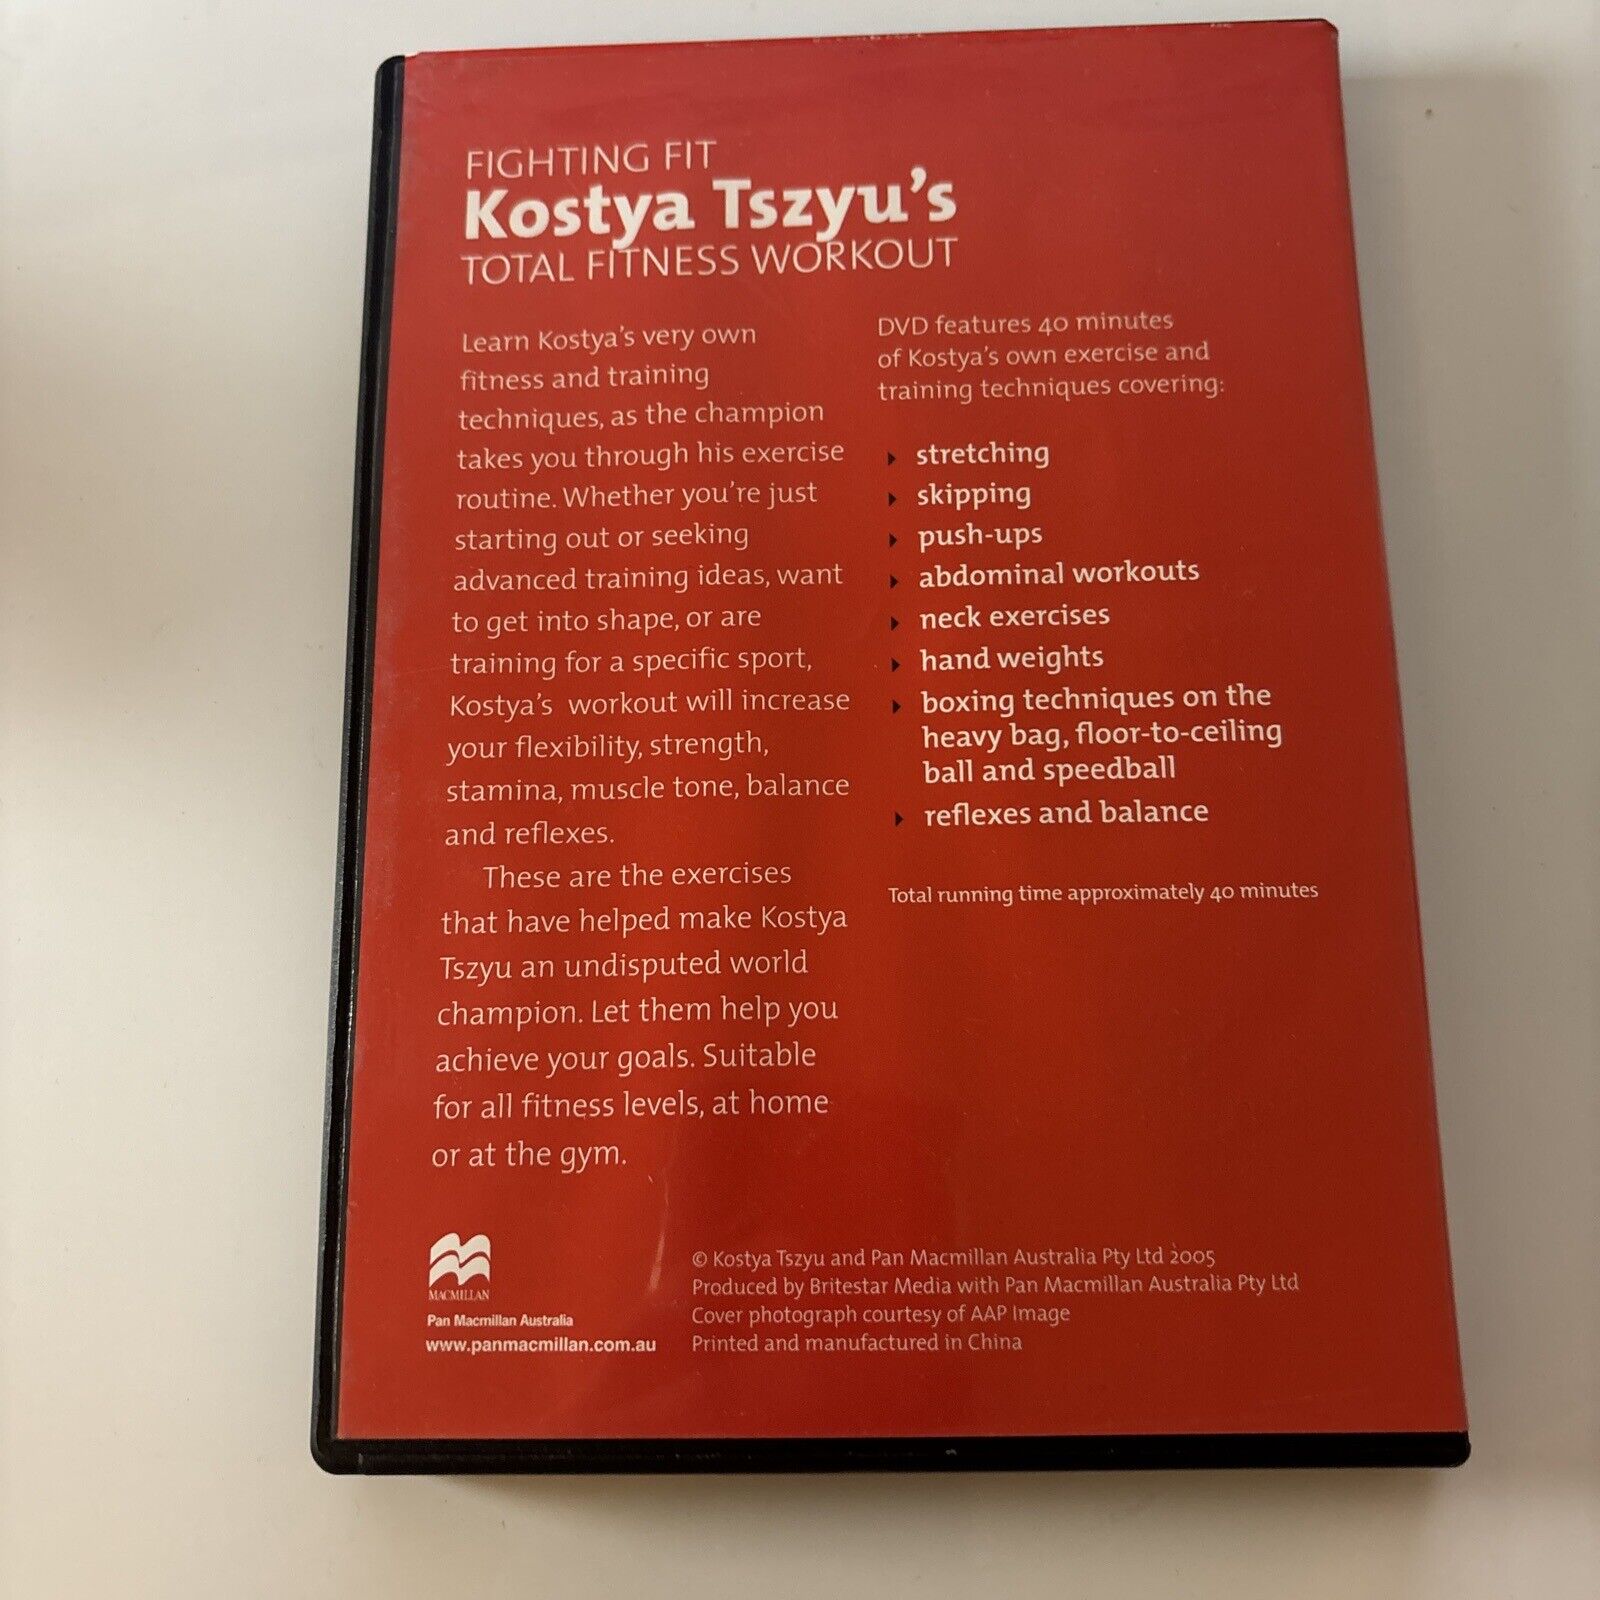 FIGHTING FIT
Kostya Tszyu's
TOTAL FITNESS WORKOUT
Learn Kostya's very own
fitness and training
techniques, as the champion
takes you through his exercise
routine. Whether you're just
starting out or seeking
advanced training ideas, want
to get into shape, or are
training for a specific sport,
Kostya's workout will increase
your flexibility, strength,
stamina, muscle tone, balance
and reflexes.
These are the exercises
that have helped make Kostya
Tszyu an undisputed world
champion. Let them help you
achieve your goals. Suitable
for all fitness levels, at home
or at the gym.
DVD features 40 minutes
of Kostya's own exercise and
training techniques covering:
stretching
skipping
push-ups
abdominal workouts
neck exercises
hand weights
boxing techniques on the
heavy bag, floor-to-ceiling
ball and speedball
reflexes and balance
Total running time approximately 40 minutes
MACMILLAN
Pan Macmillan Australia
www.panmacmillan.com.au
© Kostya Tszyu and Pan Macmillan Australia Pty Ltd 2005
Produced by Britestar Media with Pan Macmillan Australia Pty Ltd
Cover photograph courtesy of AAP Image
Printed and manufactured in China